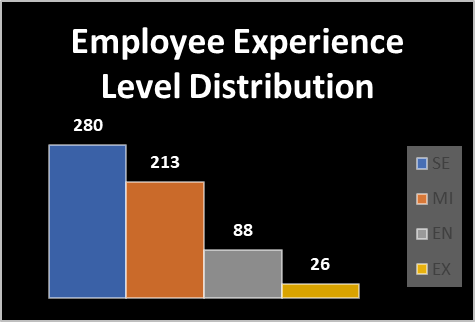 Employee Experience
Level Distribution
280
213
88
26
SE
MI
EN
EX